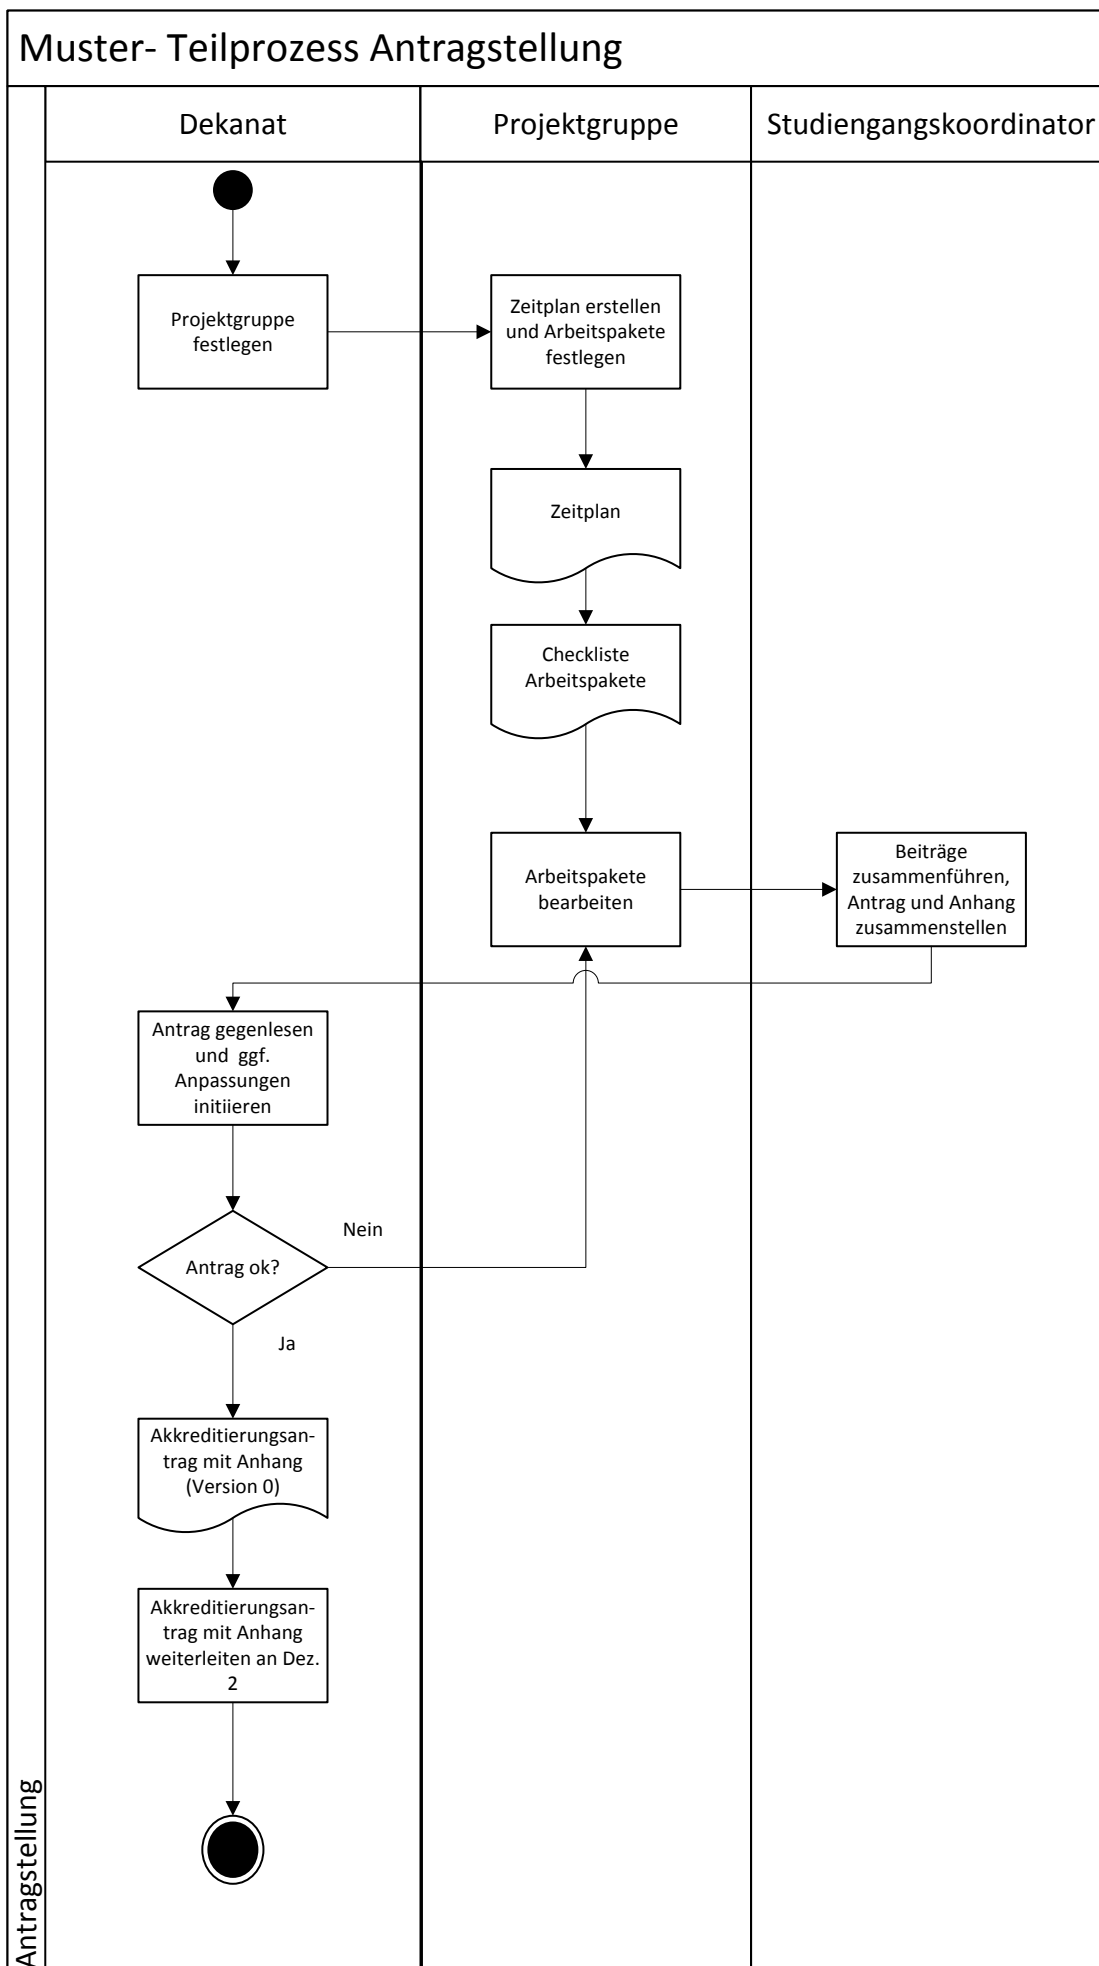 Muster- Teilprozess Antragstellung
Dekanat
Projektgruppe
Studiengangskoordinator
Projektgruppe
festlegen
Zeitplan erstellen
und Arbeitspakete
festlegen
Zeitplan
Checkliste
Arbeitspakete
Arbeitspakete
bearbeiten
Beiträge
zusammenführen,
Antrag und Anhang
zusammenstellen
Antrag gegenlesen
und  ggf.
Anpassungen
initiieren
Antrag ok?
Nein
Ja
Akkreditierungsan-
trag mit Anhang
(Version 0)
Akkreditierungsan-
trag mit Anhang
weiterleiten an Dez.
2
Antragstellung